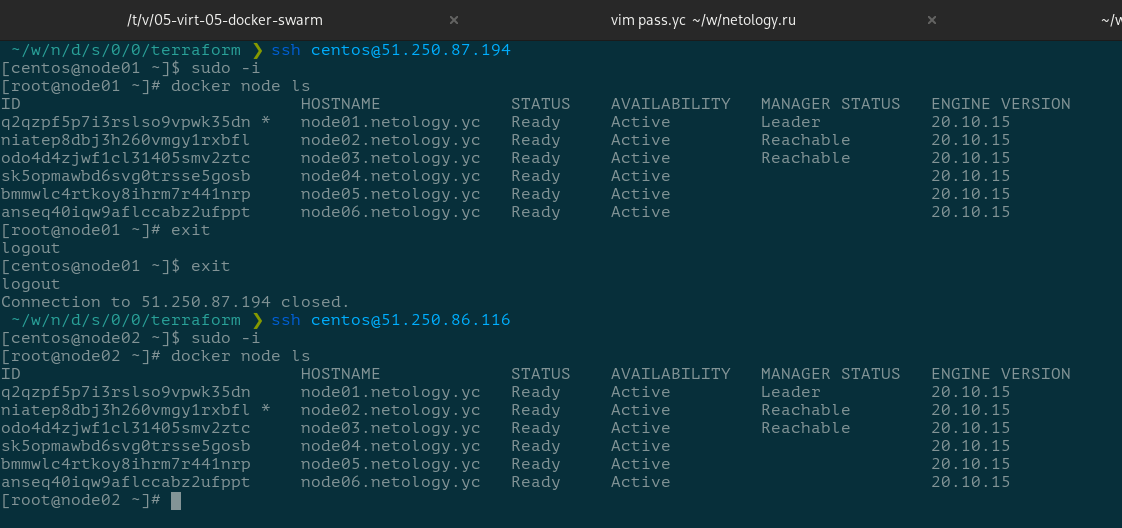 /t/v/05-virt-05-docker-swarm × vim pass.yc ~/w/netology.ru × ~/w
~/w/n/d/s/0/0/terraform ❯ ssh centos@51.250.87.194
[centos@node01 ~]$ sudo -i
[root@node01 ~]# docker node ls
ID HOSTNAME STATUS AVAILABILITY MANAGER STATUS ENGINE VERSION
q2qzpf5p7i3rslso9vpwk35dn * node01.netology.yc Ready Active Leader 20.10.15
niatep8dbj3h260vmgy1rxbfl node02.netology.yc Ready Active Reachable 20.10.15
odo4d4zjwf1cl31405smv2ztc node03.netology.yc Ready Active Reachable 20.10.15
sk5opmawbd6svg0trsse5gosb node04.netology.yc Ready Active 20.10.15
bmmwlc4rtkoy8ihrm7r441nrp node05.netology.yc Ready Active 20.10.15
anseq40iqw9aflccabz2ufppt node06.netology.yc Ready Active 20.10.15
[root@node01 ~]# exit
logout
[centos@node01 ~]$ exit
logout
Connection to 51.250.87.194 closed.
~/w/n/d/s/0/0/terraform ❯ ssh centos@51.250.86.116
[centos@node02 ~]$ sudo -i
[root@node02 ~]# docker node ls
ID HOSTNAME STATUS AVAILABILITY MANAGER STATUS ENGINE VERSION
q2qzpf5p7i3rslso9vpwk35dn node01.netology.yc Ready Active Leader 20.10.15
niatep8dbj3h260vmgy1rxbfl * node02.netology.yc Ready Active Reachable 20.10.15
odo4d4zjwf1cl31405smv2ztc node03.netology.yc Ready Active Reachable 20.10.15
sk5opmawbd6svg0trsse5gosb node04.netology.yc Ready Active 20.10.15
bmmwlc4rtkoy8ihrm7r441nrp node05.netology.yc Ready Active 20.10.15
anseq40iqw9aflccabz2ufppt node06.netology.yc Ready Active 20.10.15
[root@node02 ~]#